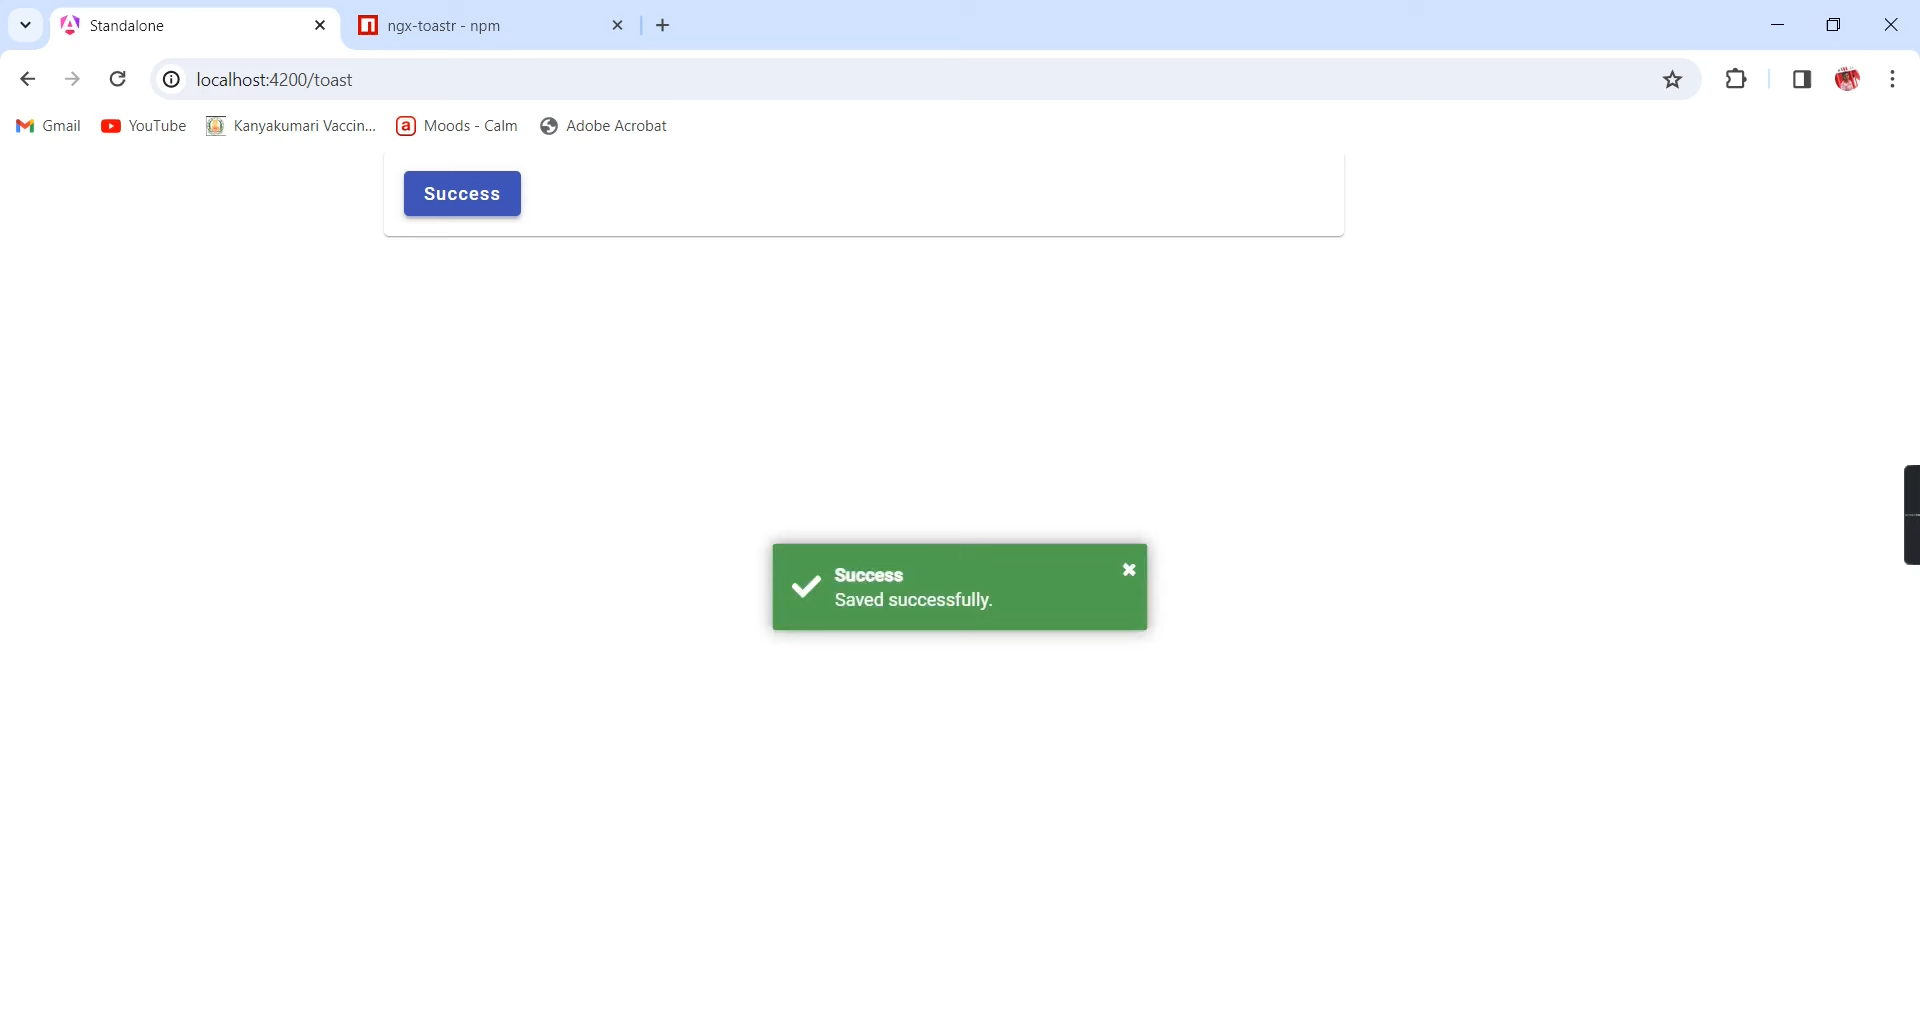 Standalone
ngx-toastr - npm
localhost:4200/toast
Gmail
YouTube
Kanyakumari Vaccin...
Moods - Calm
Adobe Acrobat
Success
Success
Saved successfully.